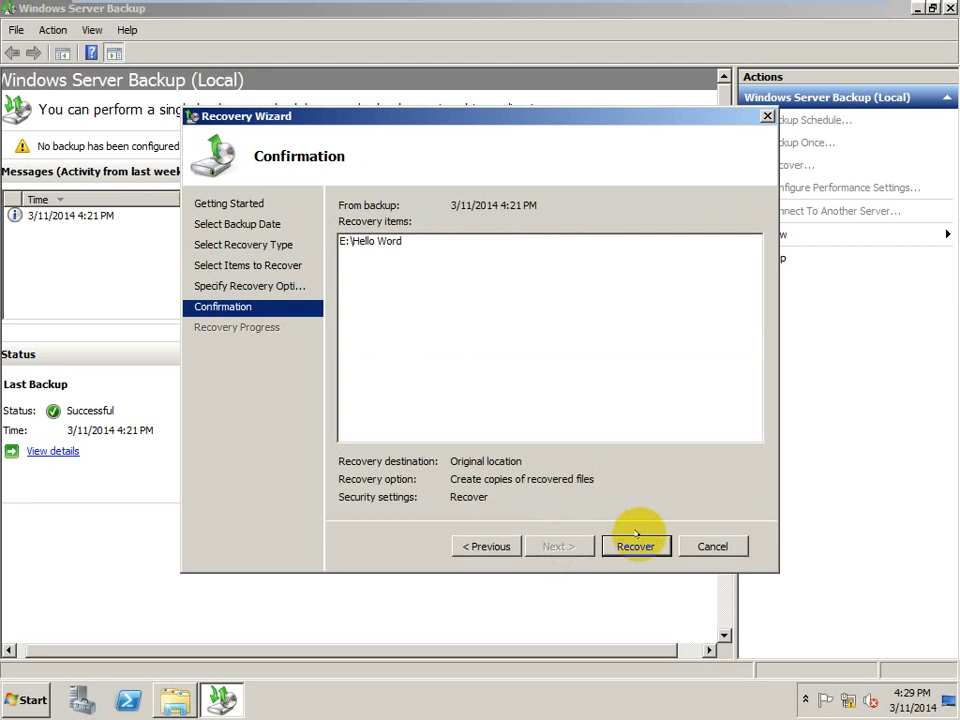 Windows Server Backup
File Action View Help
Windows Server Backup (Local)
You can perform a sing
No backup has been configured
Messages (Activity from last week
Time
3/11/2014 4:21 PM
Status
Last Backup
Status: Successful
Time: 3/11/2014 4:21 PM
View details
Recovery Wizard
Confirmation
Getting Started
Select Backup Date
Select Recovery Type
Select Items to Recover
Specify Recovery Opti...
Confirmation
Recovery Progress
From backup: 3/11/2014 4:21 PM
Recovery items:
E:\Hello Word
Recovery destination: Original location
Recovery option: Create copies of recovered files
Security settings: Recover
< Previous Next > Recover Cancel
Actions
Windows Server Backup (Local)
kup Schedule...
kup Once...
cover...
nfigure Performance Settings...
nnect To Another Server...
w
p
Start
4:29 PM
3/11/2014